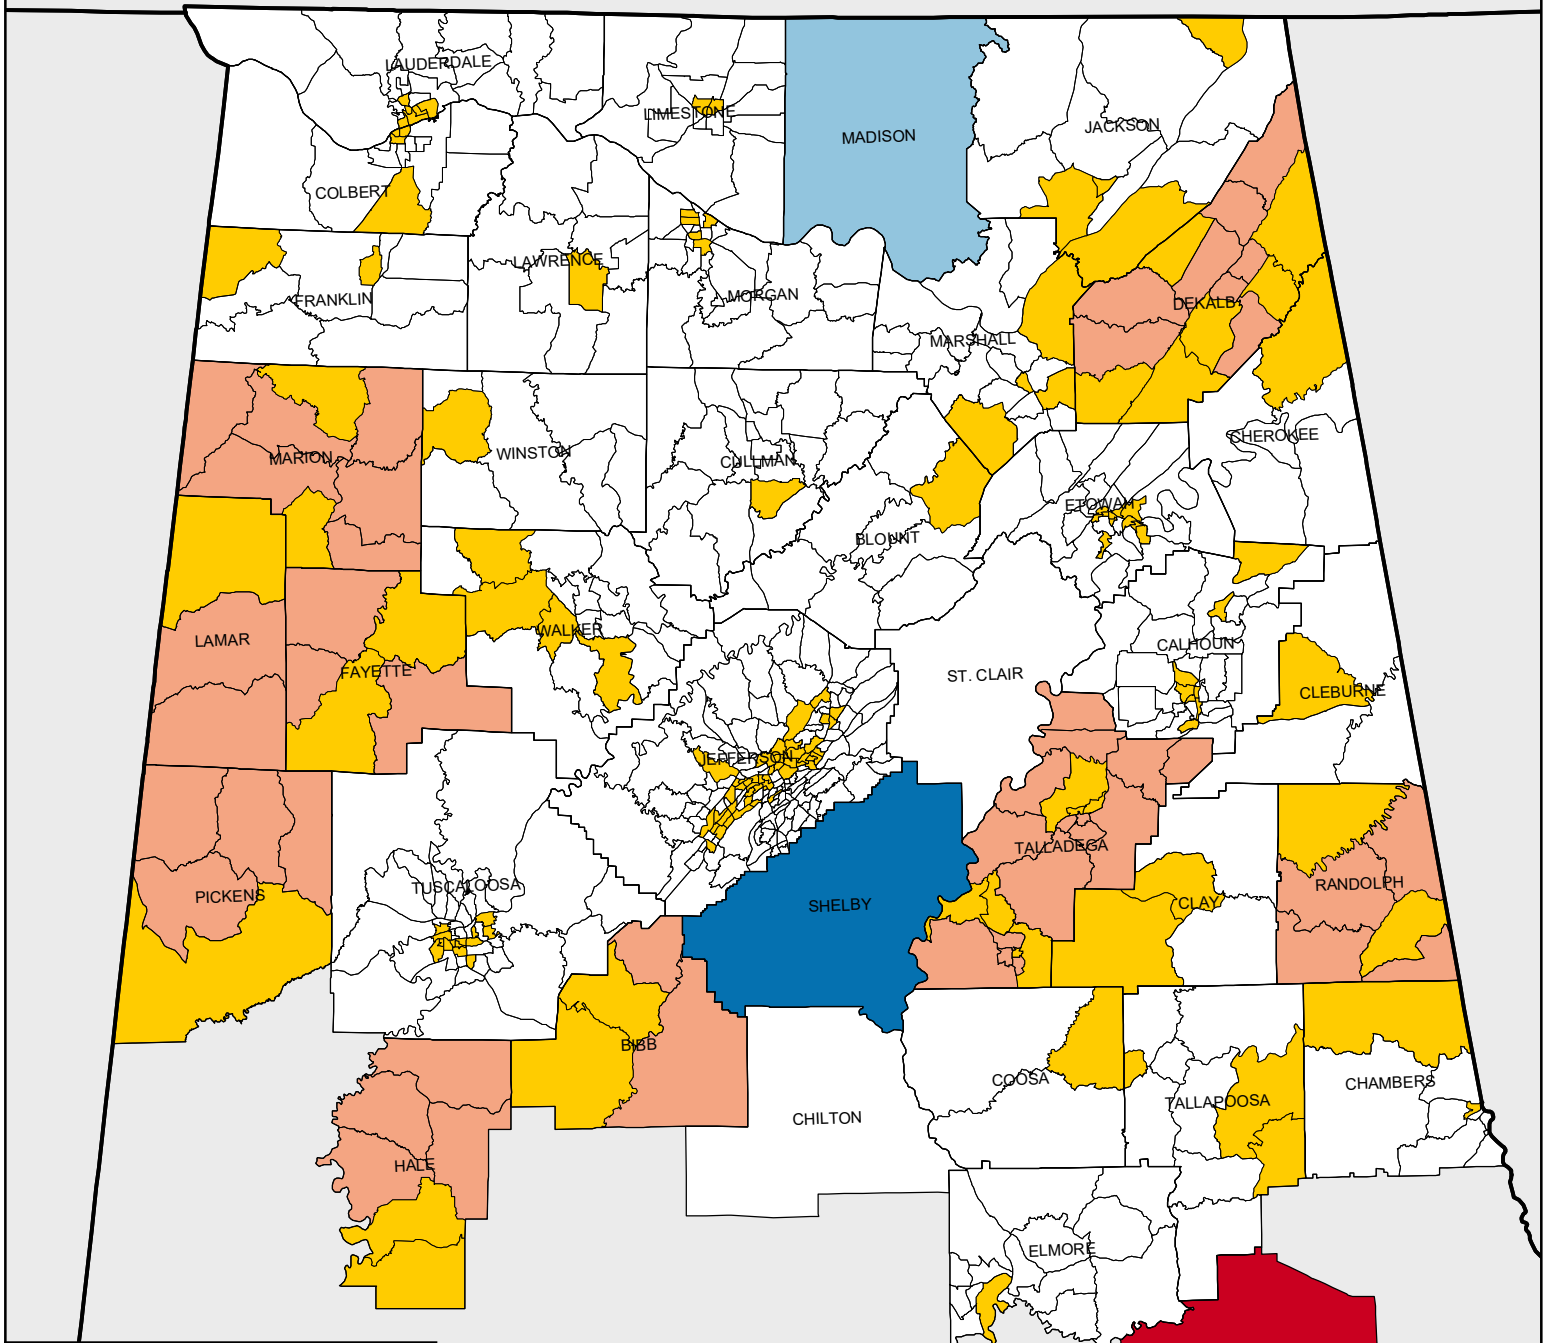 LAUDERDALE
LIMESTONE
MADISON
JACKSON
COLBERT
LAWRENCE
FRANKLIN
MORGAN
DEKALB
MARSHALL
MARION
WINSTON
CULLMAN
CHEROKEE
ETOWAH
BLOUNT
WALKER
LAMAR
CALHOUN
FAYETTE
ST. CLAIR
CLEBURNE
JEFFERSON
TALLADEGA
TUSCALOOSA
RANDOLPH
PICKENS
SHELBY
CLAY
BIBB
COOSA
CHAMBERS
TALLAPOOSA
CHILTON
HALE
ELMORE